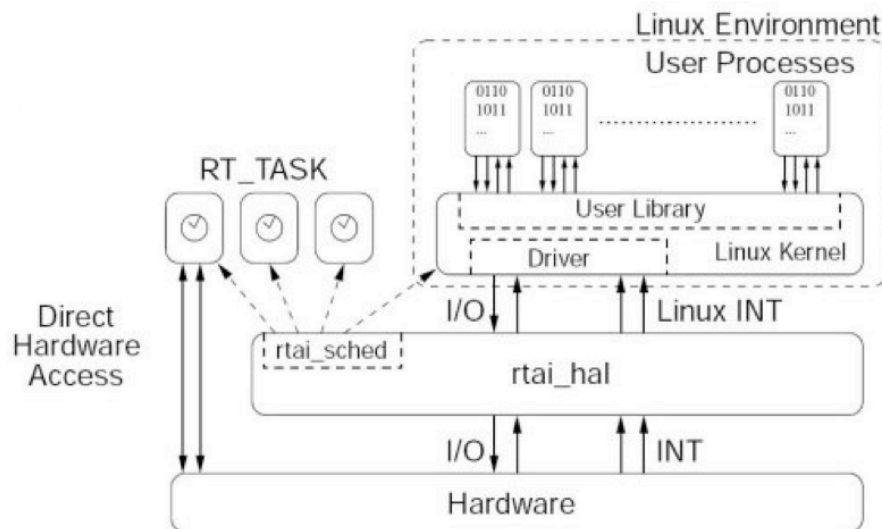 Linux Environment
User Processes
0110
1011
...
0110
1011
...
0110
1011
...
RT_TASK
User Library
Linux Kernel
Driver
I/O
Linux INT
Direct
Hardware
Access
rtai_sched
rtai_hal
I/O
INT
Hardware